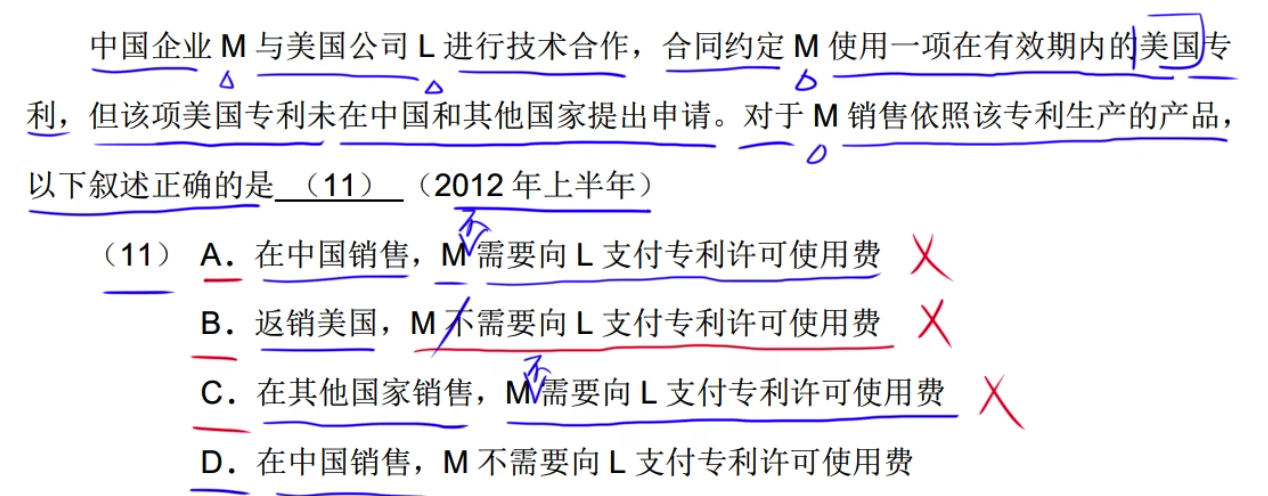 中国企业 M 与美国公司 L 进行技术合作，合同约定 M 使用一项在有效期内的美国专
利，但该项美国专利未在中国和其他国家提出申请。对于 M 销售依照该专利生产的产品，
以下叙述正确的是 （11） （2012 年上半年）
不
（11） A．在中国销售，M 需要向 L 支付专利许可使用费
B．返销美国，M 不需要向 L 支付专利许可使用费
不
C．在其他国家销售，M 需要向 L 支付专利许可使用费
D．在中国销售，M 不需要向 L 支付专利许可使用费